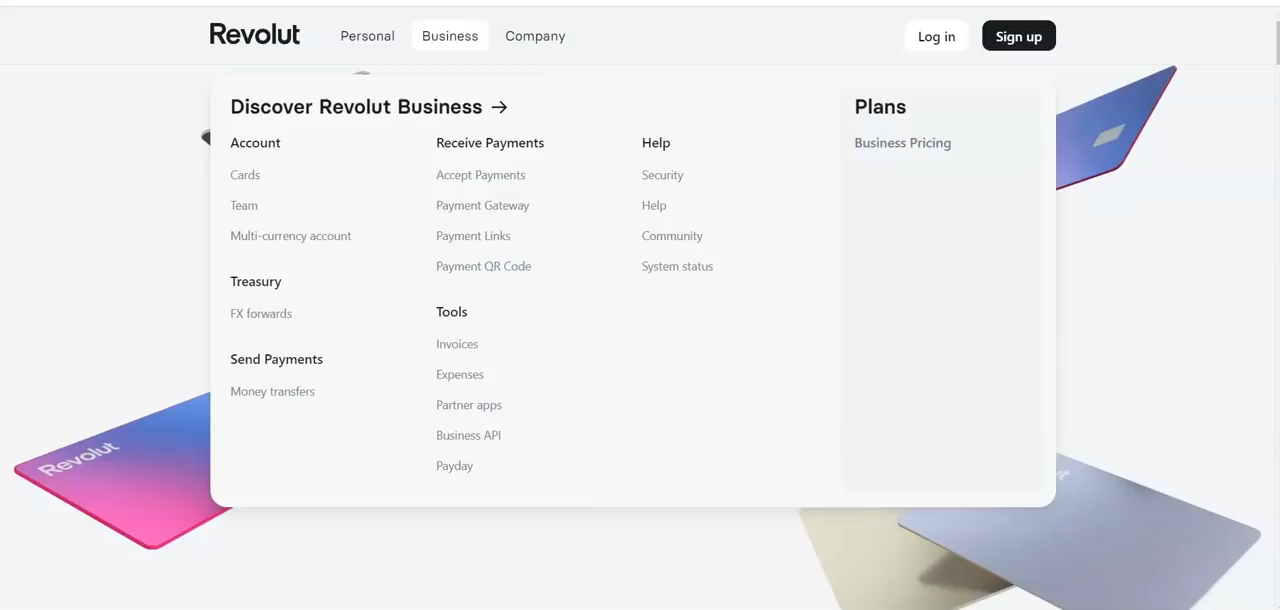 Revolut
Personal
Business
Company
Log in
Sign up
Discover Revolut Business →
Account
Cards
Team
Multi-currency account
Treasury
FX forwards
Send Payments
Money transfers
Receive Payments
Accept Payments
Payment Gateway
Payment Links
Payment QR Code
Tools
Invoices
Expenses
Partner apps
Business API
Payday
Help
Security
Help
Community
System status
Plans
Business Pricing
Revolut